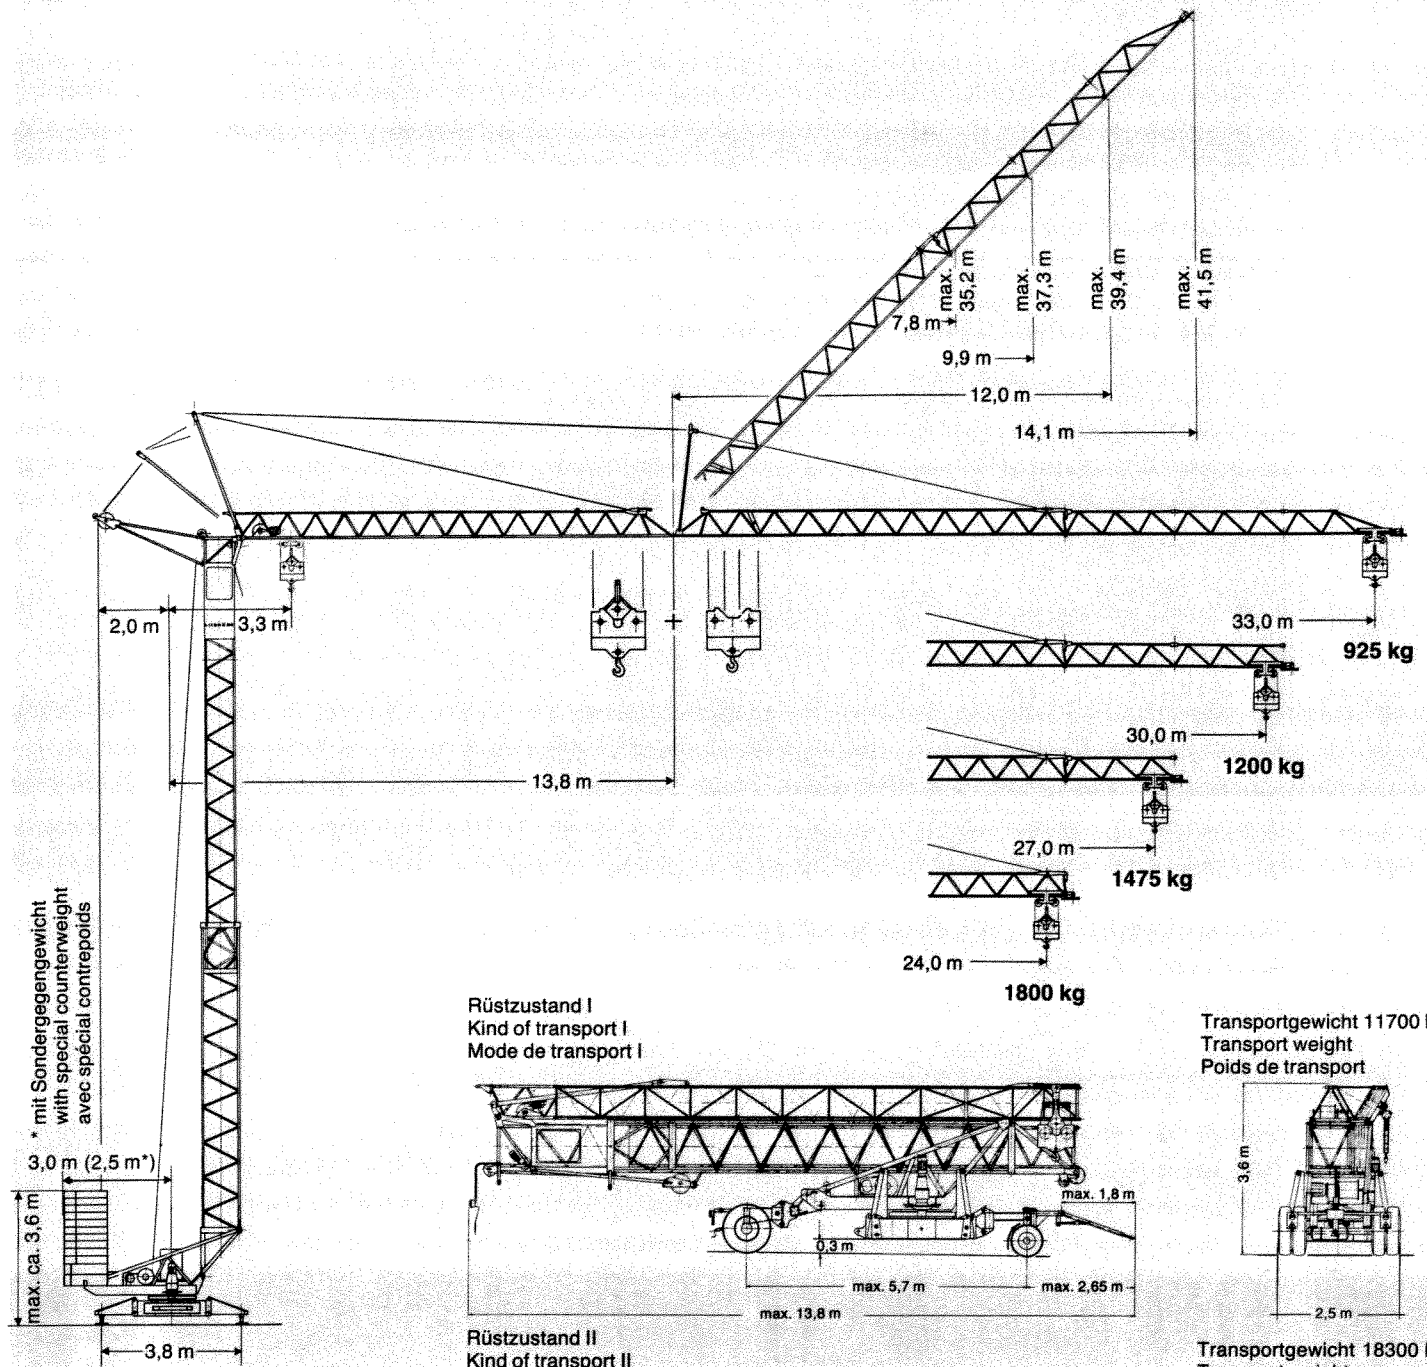 max.
35,2 m
max.
37,3 m
max.
39,4 m
max.
41,5 m
7,8 m
9,9 m
12,0 m
14,1 m
2,0 m
3,3 m
33,0 m
925 kg
30,0 m
1200 kg
13,8 m
27,0 m
1475 kg
24,0 m
1800 kg
* mit Sondergegengewicht
with special counterweight
avec spécial contrepoids
3,0 m (2,5 m*)
max. ca. 3,6 m
3,8 m
Rüstzustand I
Kind of transport I
Mode de transport I
Transportgewicht 11700
Transport weight
Poids de transport
3,6 m
max. 1,8 m
0,3 m
max. 5,7 m
max. 2,65 m
max. 13,8 m
2,5 m
Rüstzustand II
Kind of transport II
Transportgewicht 18300